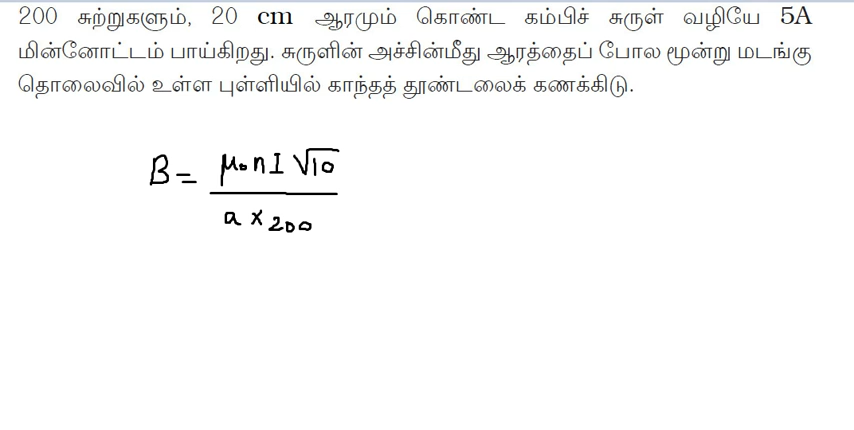 200 சுற்றுகளும், 20 cm ஆரமும் கொண்ட கம்பிச் சுருள் வழியே 5A
மின்னோட்டம் பாய்கிறது. சுருளின் அச்சின்மீது ஆரத்தைப் போல மூன்று மடங்கு
தொலைவில் உள்ள புள்ளியில் காந்தத் தூண்டலைக் கணக்கிடு.
B = μ₀nI√10 / a × 200